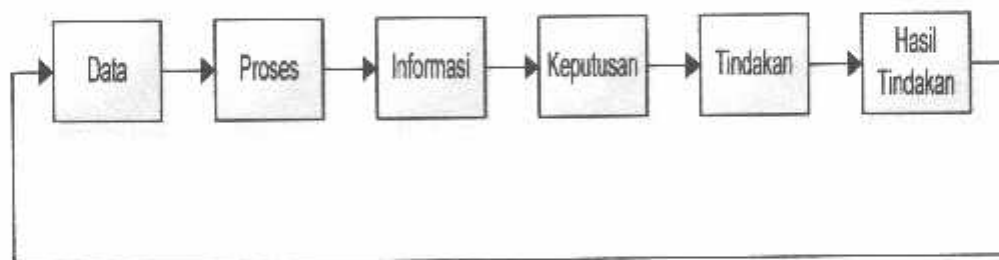 Data
Proses
Informasi
Keputusan
Tindakan
Hasil
Tindakan